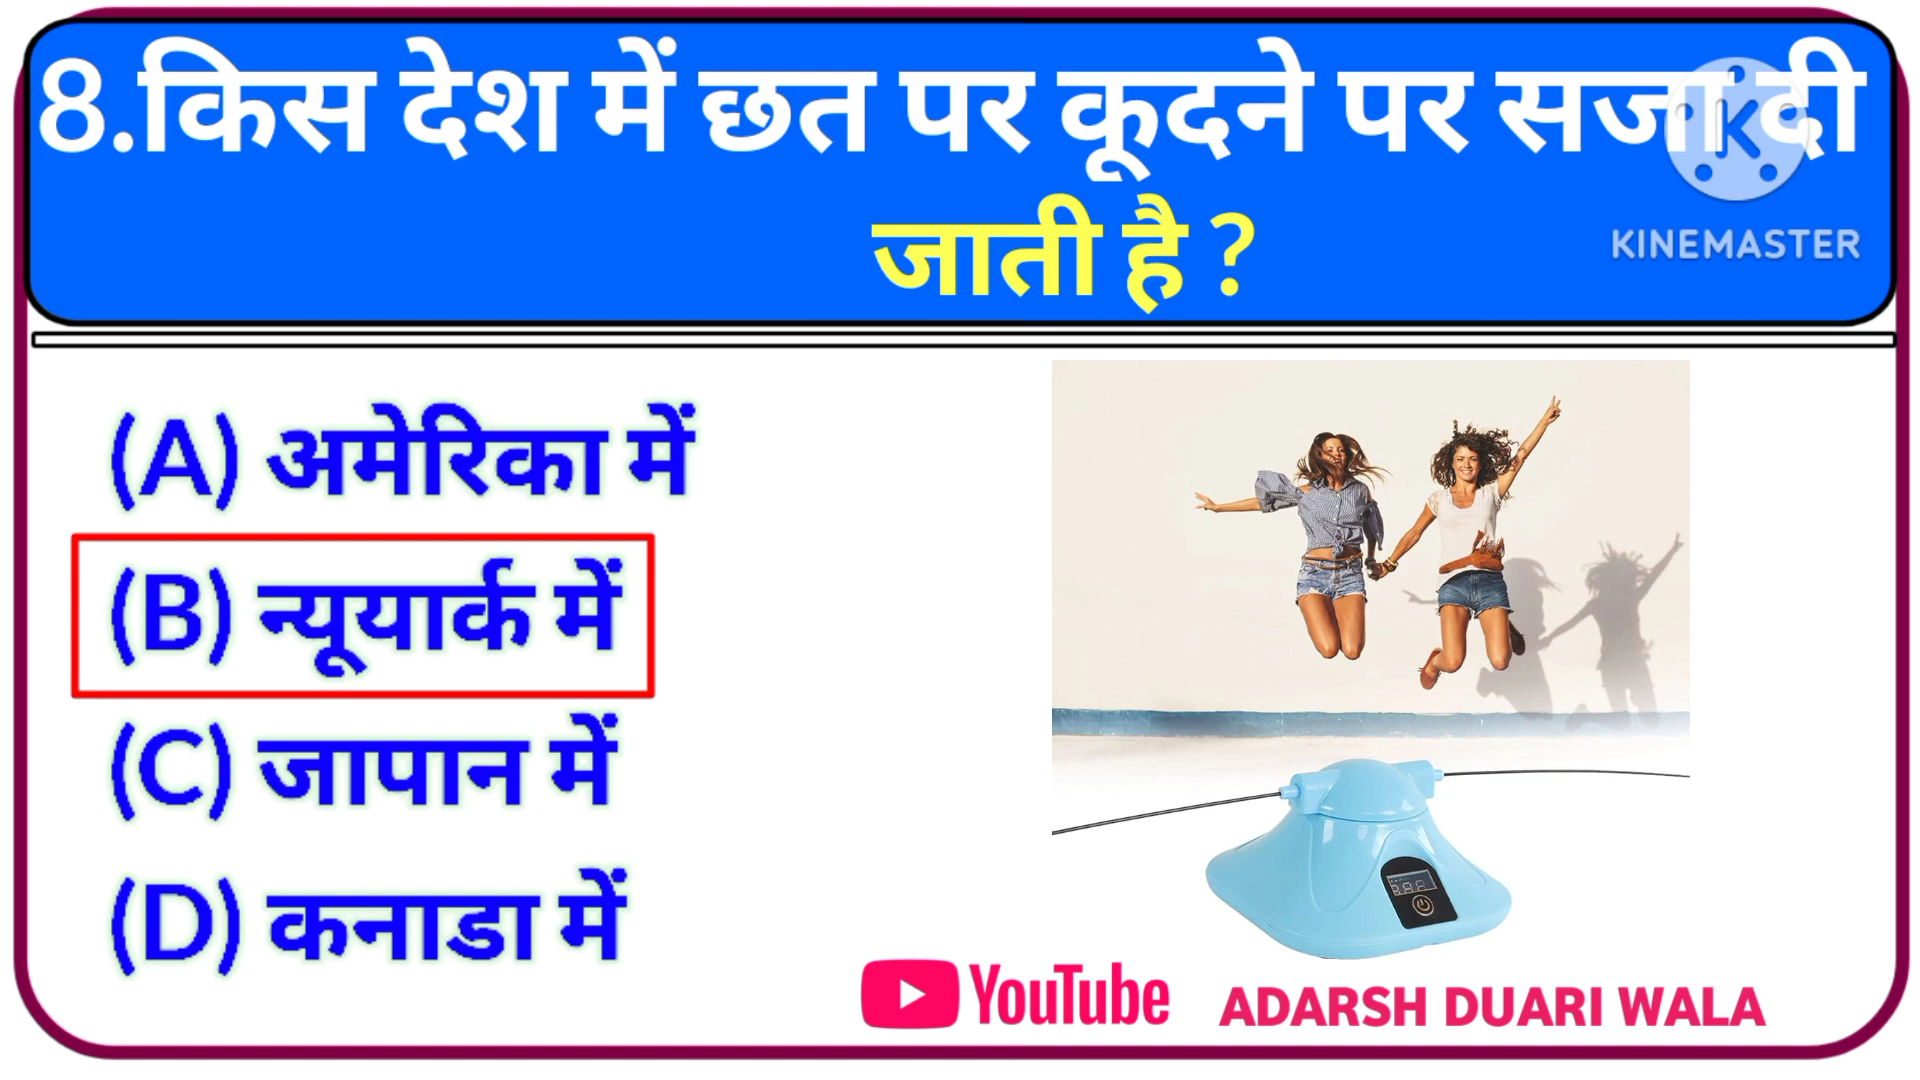 8.किस देश में छत पर कूदने पर सजा दी
जाती है ?
KINEMASTER
(A) अमेरिका में
(B) न्यूयार्क में
(C) जापान में
(D) कनाडा में
YouTube ADARSH DUARI WALA